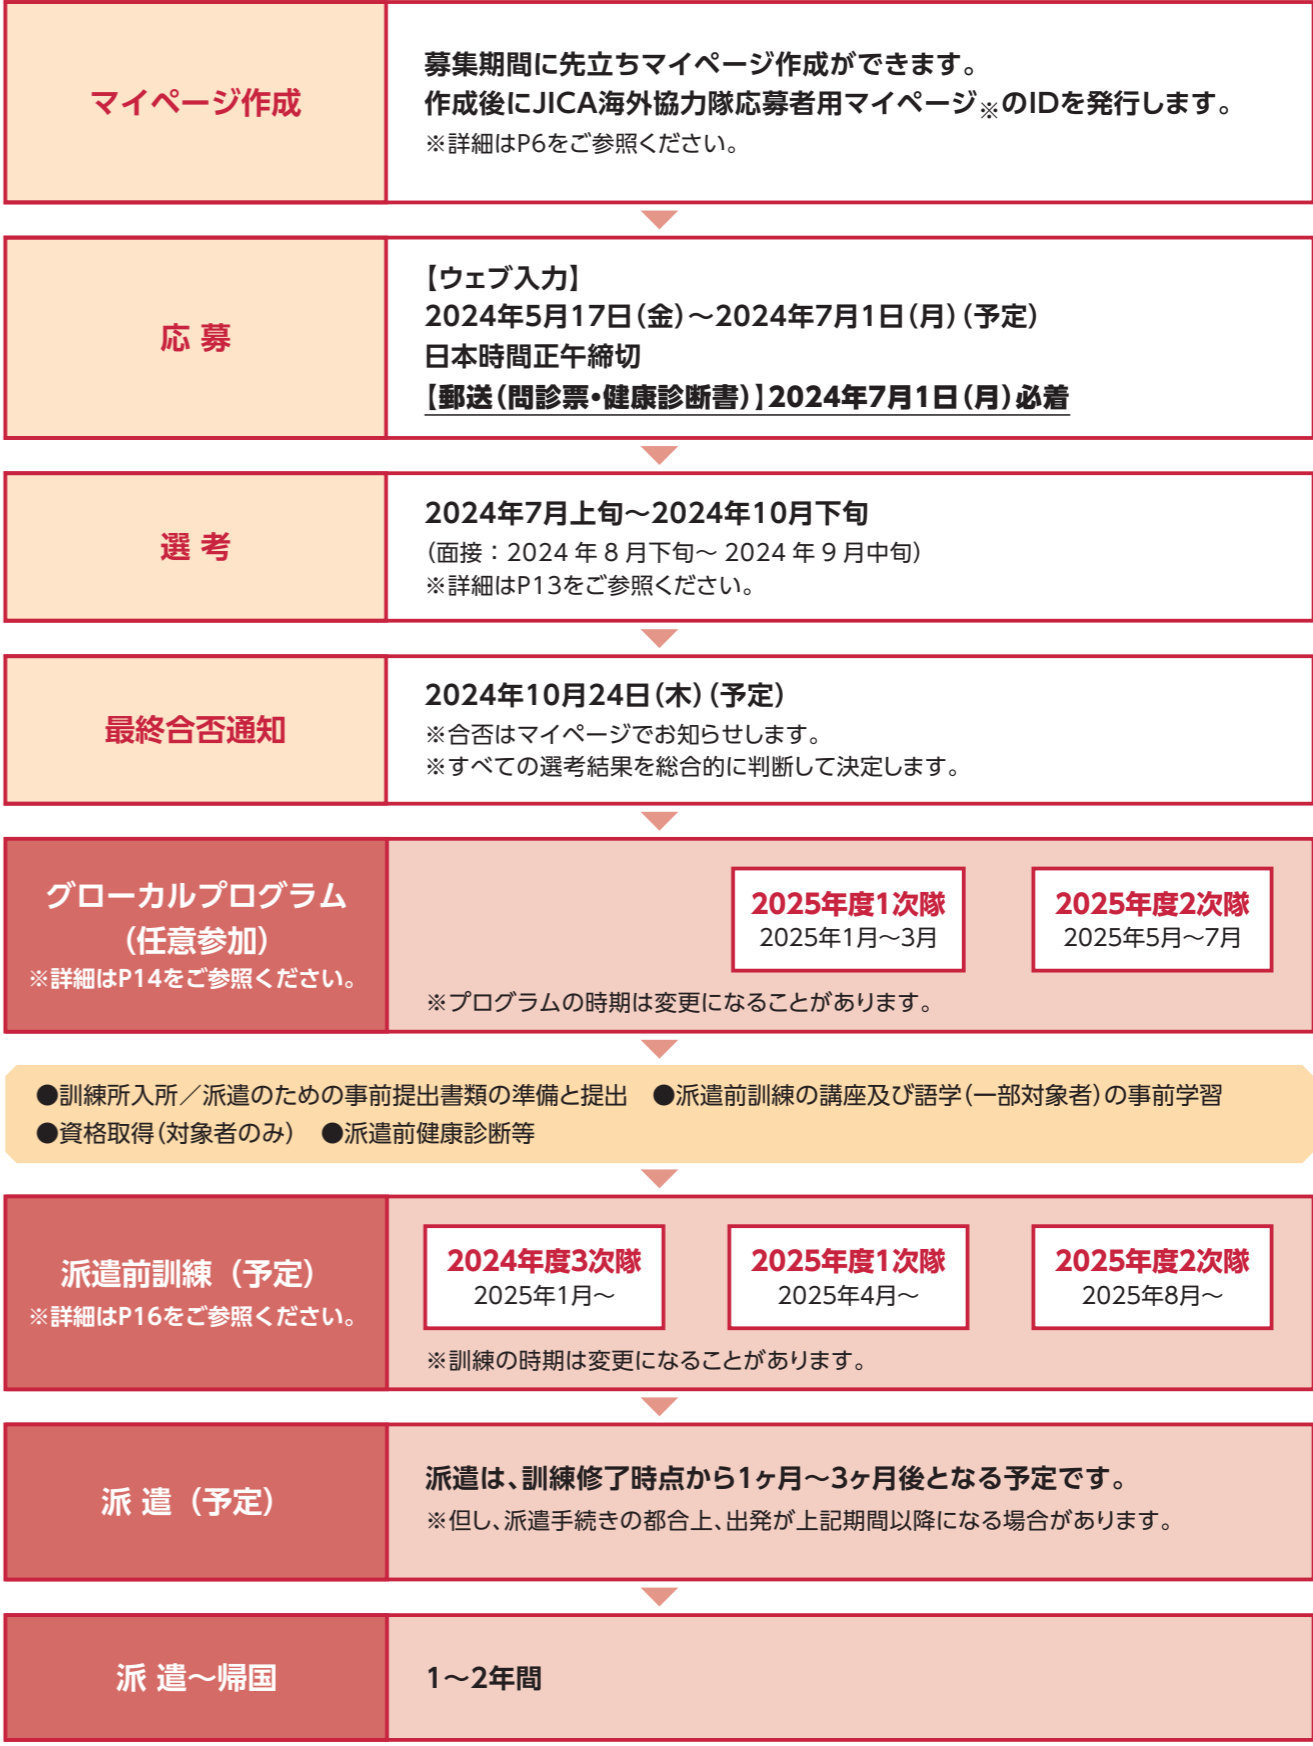 マイページ作成
募集期間に先立ちマイページ作成ができます。
作成後にJICA海外協力隊応募者用マイページ※のIDを発行します。
※詳細はP6をご参照ください。
応 募
【ウェブ入力】
2024年5月17日(金)～2024年7月1日(月)(予定)
日本時間正午締切
【郵送(問診票・健康診断書)】2024年7月1日(月)必着
選 考
2024年7月上旬～2024年10月下旬
(面接：2024 年 8 月下旬～ 2024 年 9 月中旬)
※詳細はP13をご参照ください。
最終合否通知
2024年10月24日(木)(予定)
※合否はマイページでお知らせします。
※すべての選考結果を総合的に判断して決定します。
グローカルプログラム
(任意参加)
※詳細はP14をご参照ください。
2025年度1次隊
2025年1月～3月
2025年度2次隊
2025年5月～7月
※プログラムの時期は変更になることがあります。
●訓練所入所／派遣のための事前提出書類の準備と提出　●派遣前訓練の講座及び語学(一部対象者)の事前学習
●資格取得(対象者のみ)　●派遣前健康診断等
派遣前訓練(予定)
※詳細はP16をご参照ください。
2024年度3次隊
2025年1月～
2025年度1次隊
2025年4月～
2025年度2次隊
2025年8月～
※訓練の時期は変更になることがあります。
派 遣(予定)
派遣は、訓練修了時点から1ヶ月～3ヶ月後となる予定です。
※但し、派遣手続きの都合上、出発が上記期間以降になる場合があります。
派 遣～帰国
1～2年間